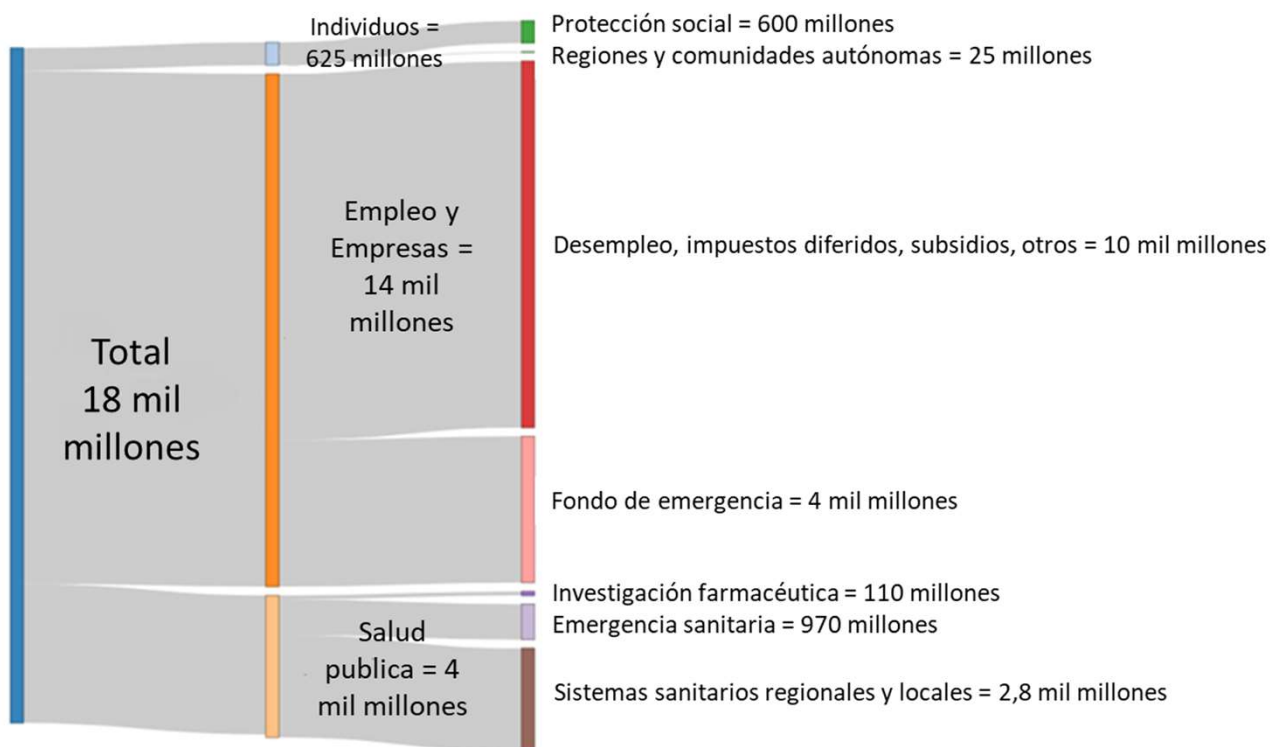 Individuos =
625 millones
Protección social = 600 millones
Regiones y comunidades autónomas = 25 millones
Empleo y
Empresas =
14 mil
millones
Desempleo, impuestos diferidos, subsidios, otros = 10 mil millones
Total
18 mil
millones
Fondo de emergencia = 4 mil millones
Investigación farmacéutica = 110 millones
Emergencia sanitaria = 970 millones
Salud
publica = 4
mil millones
Sistemas sanitarios regionales y locales = 2,8 mil millones